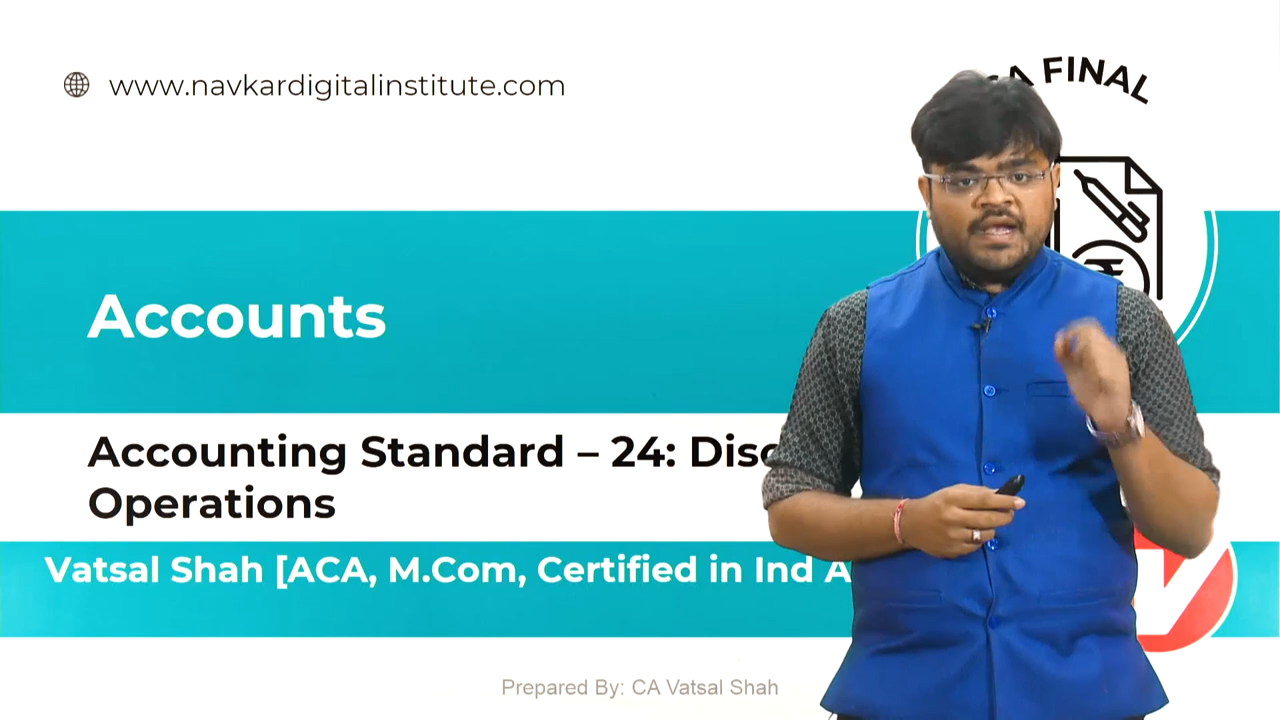 www.navkardigitalinstitute.com
FINAL
Accounts
Accounting Standard – 24:
Operations
Vatsal Shah [ACA, M.Com, Certified in Ind
Prepared By: CA Vatsal Shah